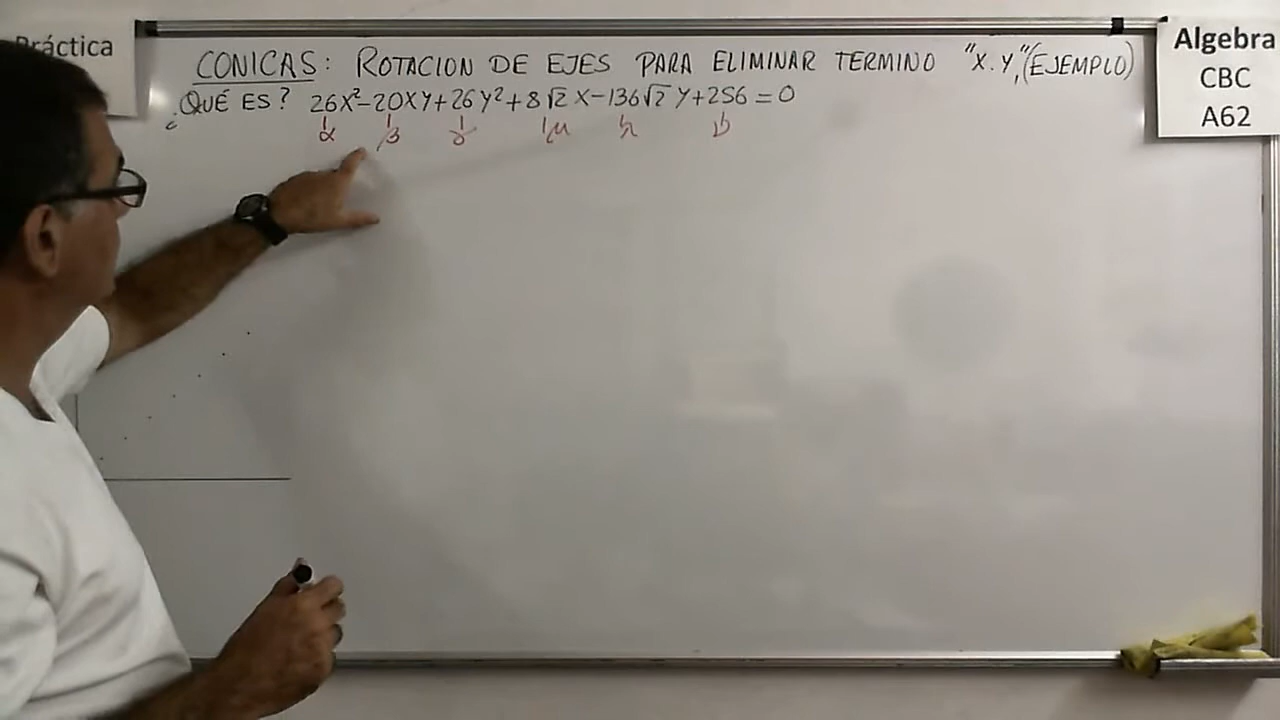 Práctica
CONICAS: ROTACION DE EJES PARA ELIMINAR TERMINO "X.Y" (EJEMPLO)
¿QUÉ ES? 26X²-20XY+26Y²+8√2 X-136√2 Y+256=0
α β γ μ
Algebra
CBC
A62